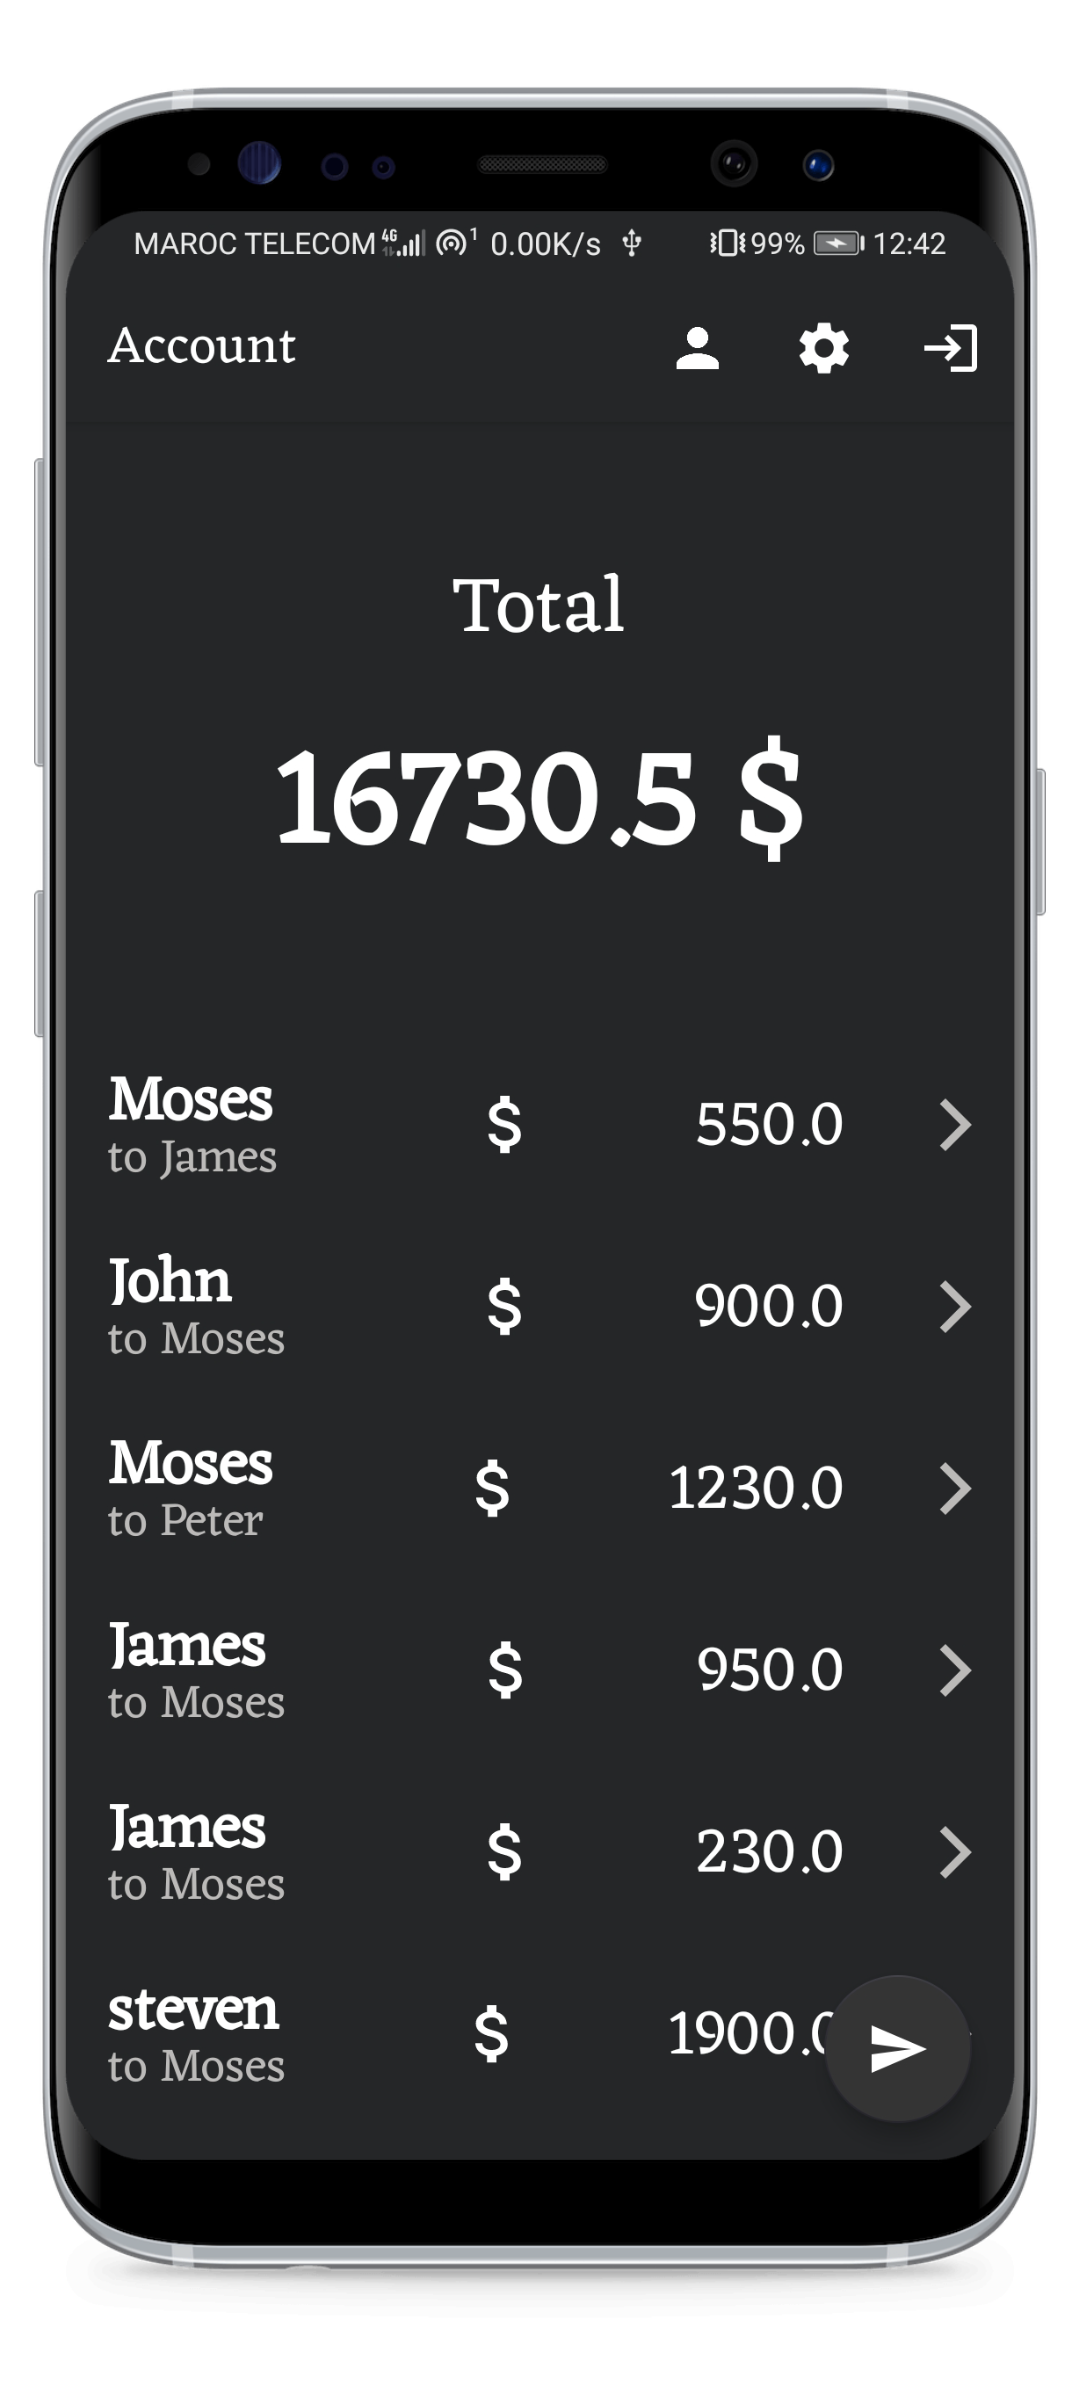 MAROC TELECOM 4G 1 0.00K/s 99% 12:42
Account
Total
16730.5 $
Moses $ 550.0
to James
John $ 900.0
to Moses
Moses $ 1230.0
to Peter
James $ 950.0
to Moses
James $ 230.0
to Moses
steven $ 1900.0
to Moses